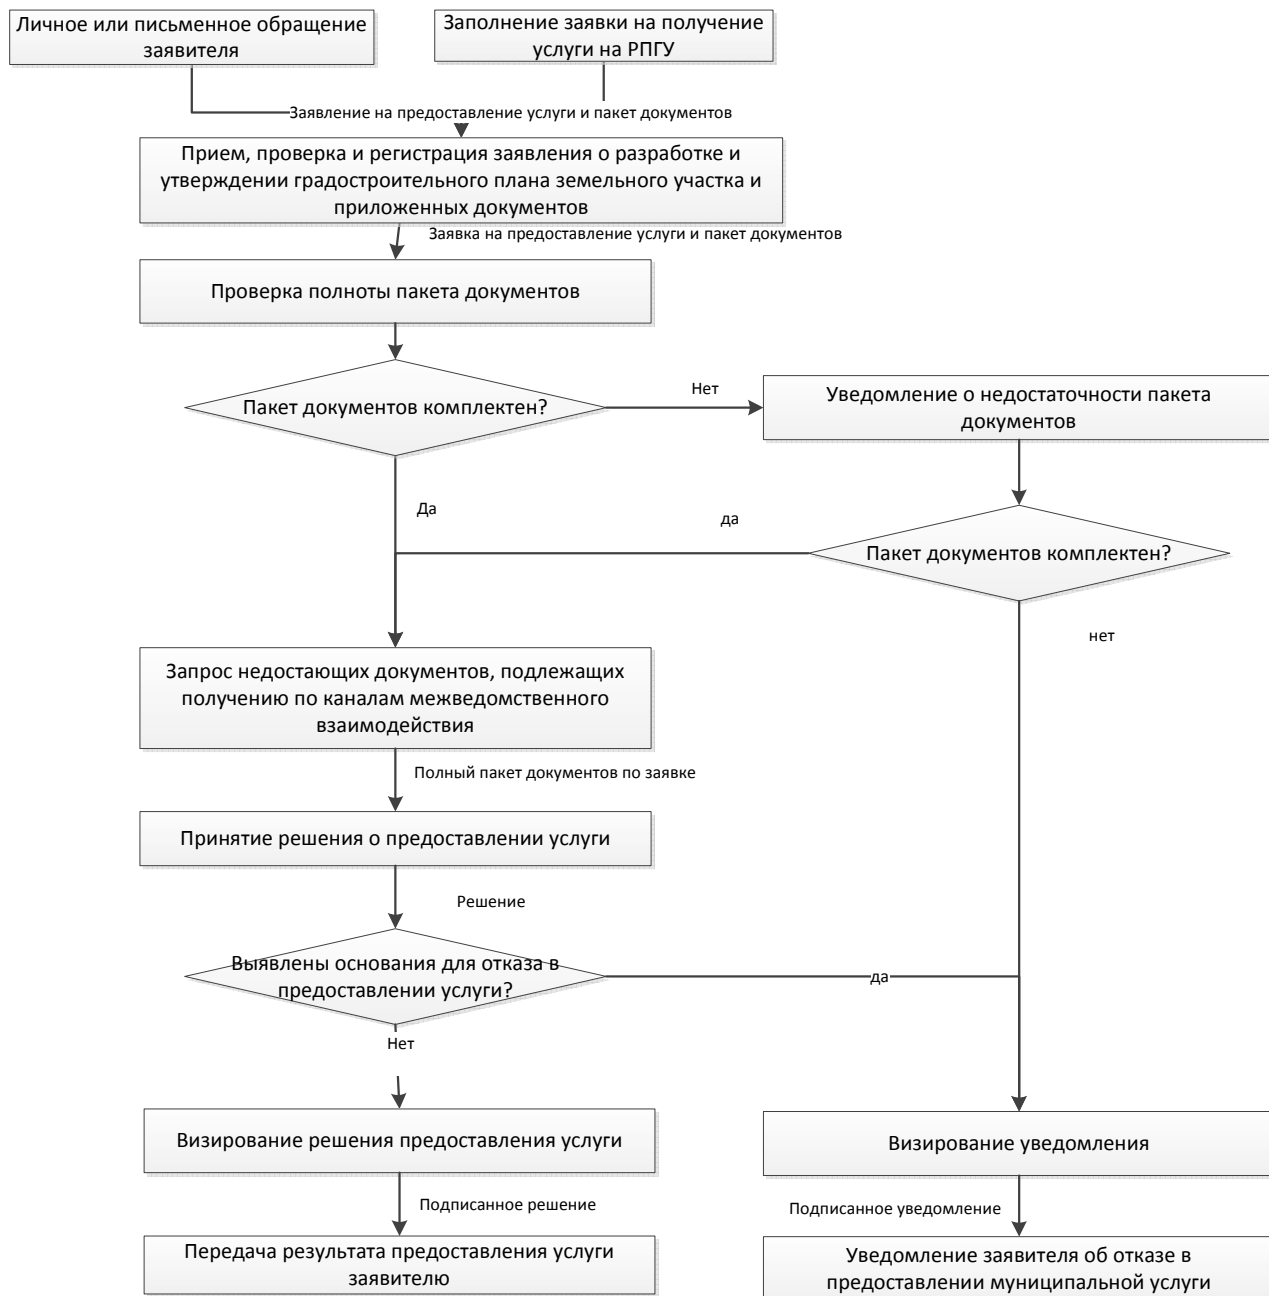 Личное или письменное обращение
заявителя
Заполнение заявки на получение
услуги на РПГУ
Заявление на предоставление услуги и пакет документов
Прием, проверка и регистрация заявления о разработке и
утверждении градостроительного плана земельного участка и
приложенных документов
Заявка на предоставление услуги и пакет документов
Проверка полноты пакета документов
Пакет документов комплектен?
Нет
Уведомление о недостаточности пакета
документов
Да
да
Пакет документов комплектен?
нет
Запрос недостающих документов, подлежащих
получению по каналам межведомственного
взаимодействия
Полный пакет документов по заявке
Принятие решения о предоставлении услуги
Решение
Выявлены основания для отказа в
предоставлении услуги?
да
Нет
Визирование решения предоставления услуги
Визирование уведомления
Подписанное решение
Подписанное уведомление
Передача результата предоставления услуги
заявителю
Уведомление заявителя об отказе в
предоставлении муниципальной услуги